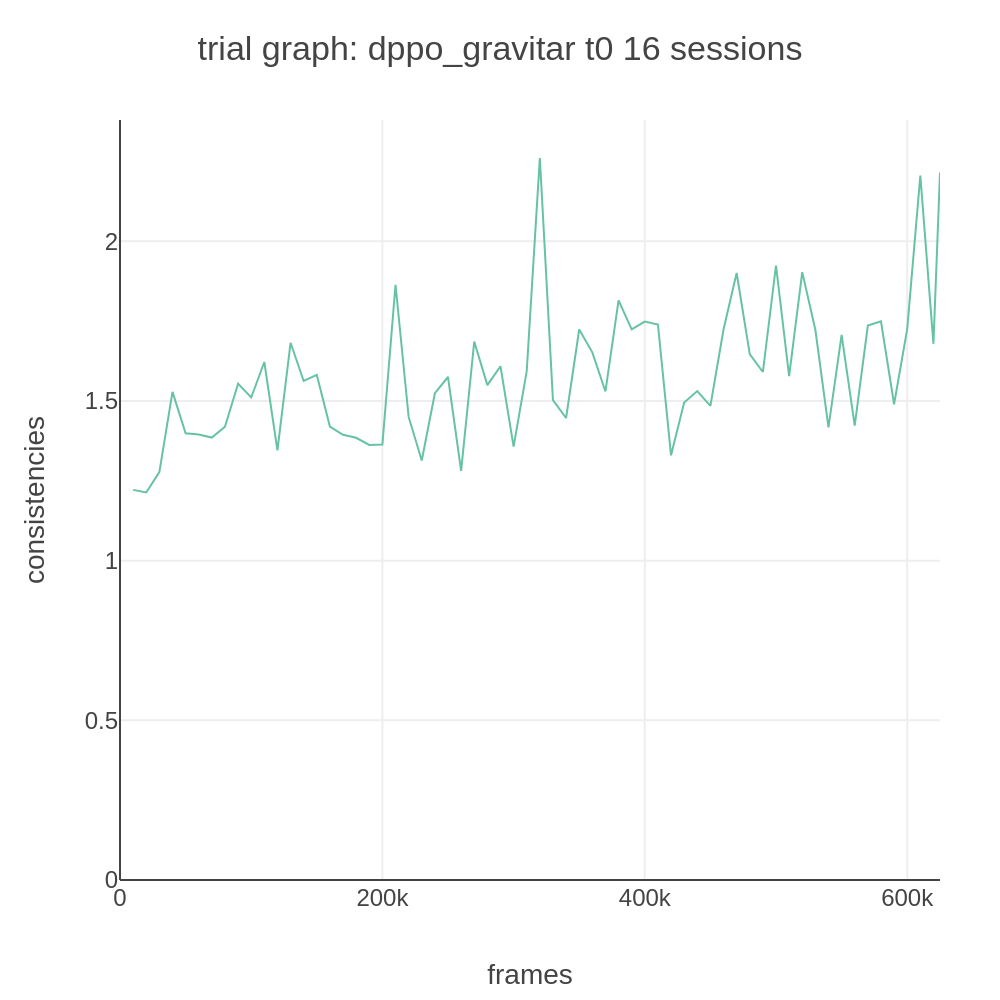 trial graph: dppo_gravitar t0 16 sessions
consistencies
2
1.5
1
0.5
0
0
200k
400k
600k
frames